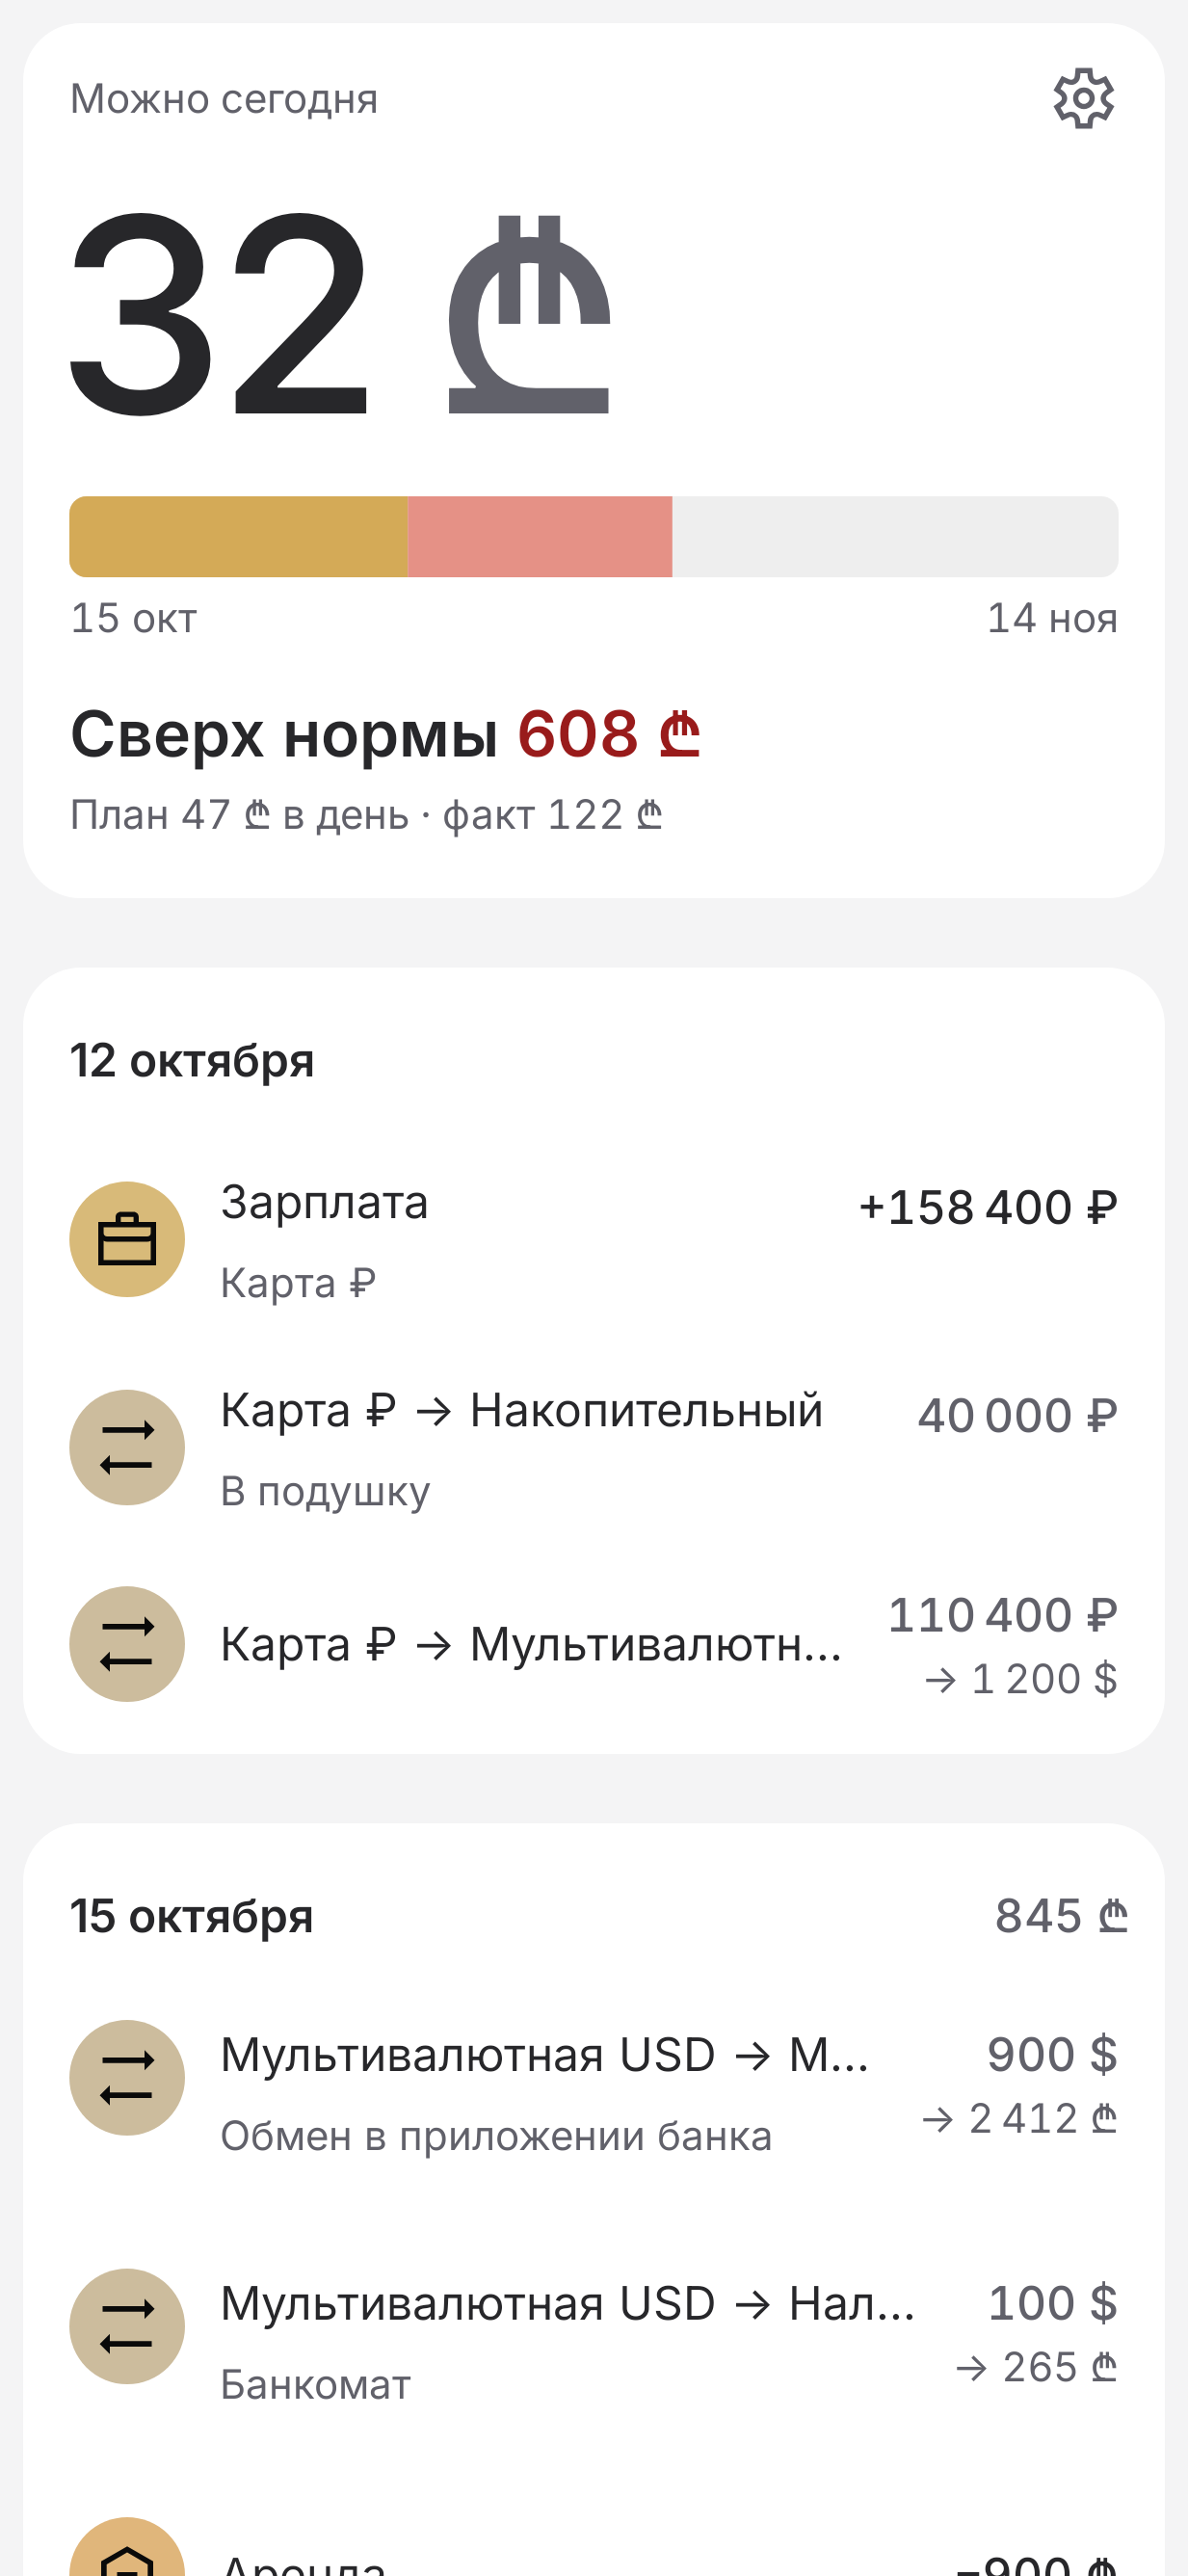 Можно сегодня
32 ₾
15 окт
14 ноя
Сверх нормы 608 ₾
План 47 ₾ в день · факт 122 ₾
12 октября
Зарплата
+158 400 ₽
Карта ₽
Карта ₽ → Накопительный
40 000 ₽
В подушку
Карта ₽ → Мультивалютн...
110 400 ₽
→ 1 200 $
15 октября
845 ₾
Мультивалютная USD → М...
900 $
→ 2 412 ₾
Обмен в приложении банка
Мультивалютная USD → Нал...
100 $
→ 265 ₾
Банкомат
Аренда
−900 ₾